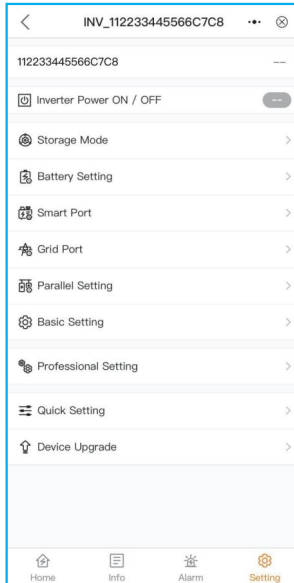 INV_112233445566C7C8
112233445566C7C8 --
Inverter Power ON / OFF --
Storage Mode
Battery Setting
Smart Port
Grid Port
Parallel Setting
Basic Setting
Professional Setting
Quick Setting
Device Upgrade
Home Info Alarm Setting